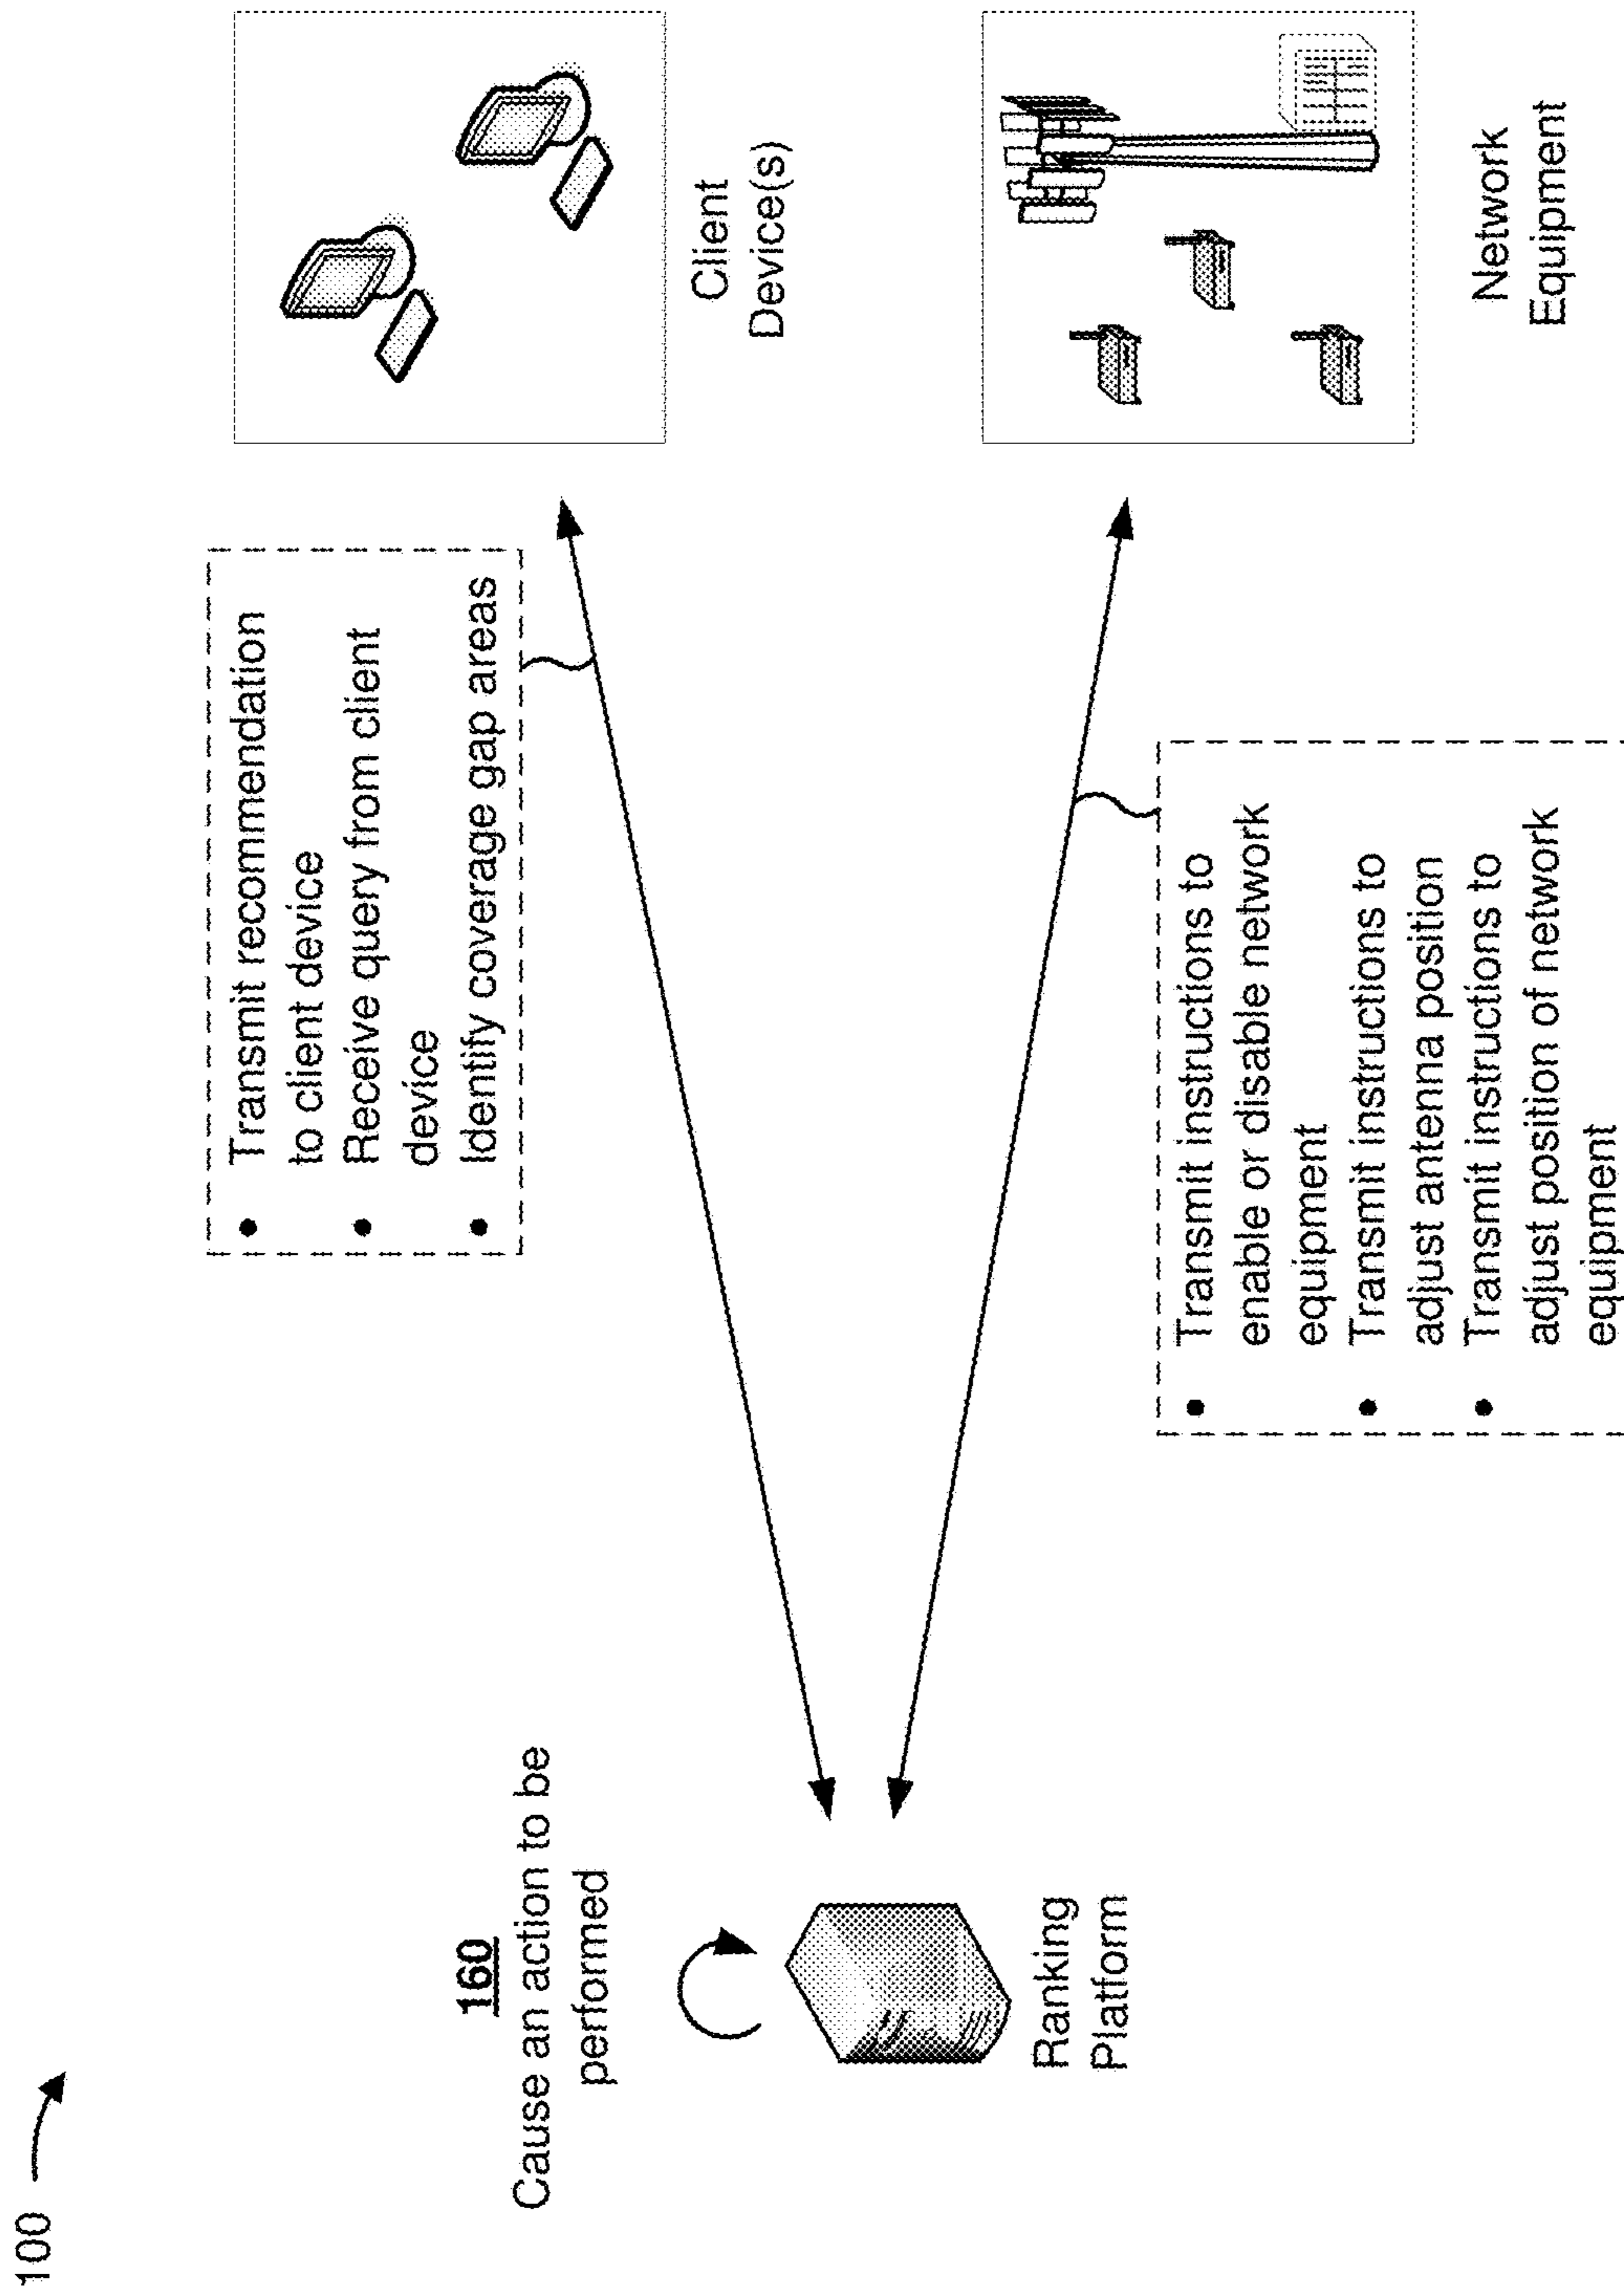 100
160
Cause an action to be
performed
Ranking
Platform
• Transmit recommendation
to client device
• Receive query from client
device
• Identify coverage gap areas
Client
Device(s)
• Transmit instructions to
enable or disable network
equipment
• Transmit instructions to
adjust antenna position
• Transmit instructions to
adjust position of network
equipment
Network
Equipment